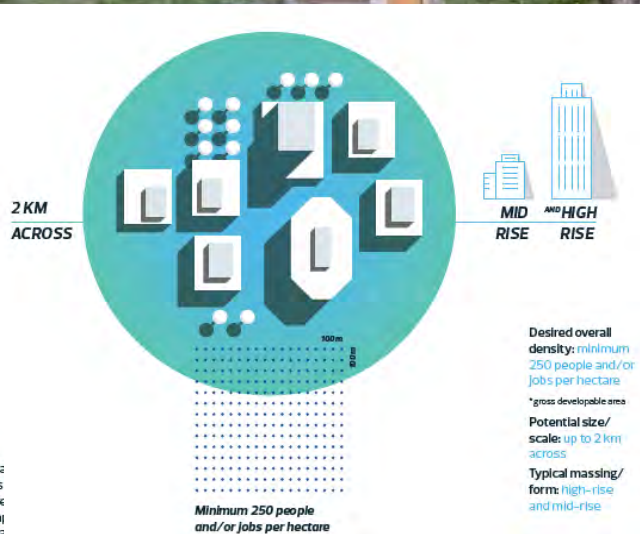 2 KM
ACROSS
MID
RISE
AND HIGH
RISE
100m
100m
Minimum 250 people
and/or jobs per hectare
Desired overall
density: minimum
250 people and/or
jobs per hectare
*gross developable area
Potential size/
scale: up to 2 km
across
Typical massing/
form: high-rise
and mid-rise